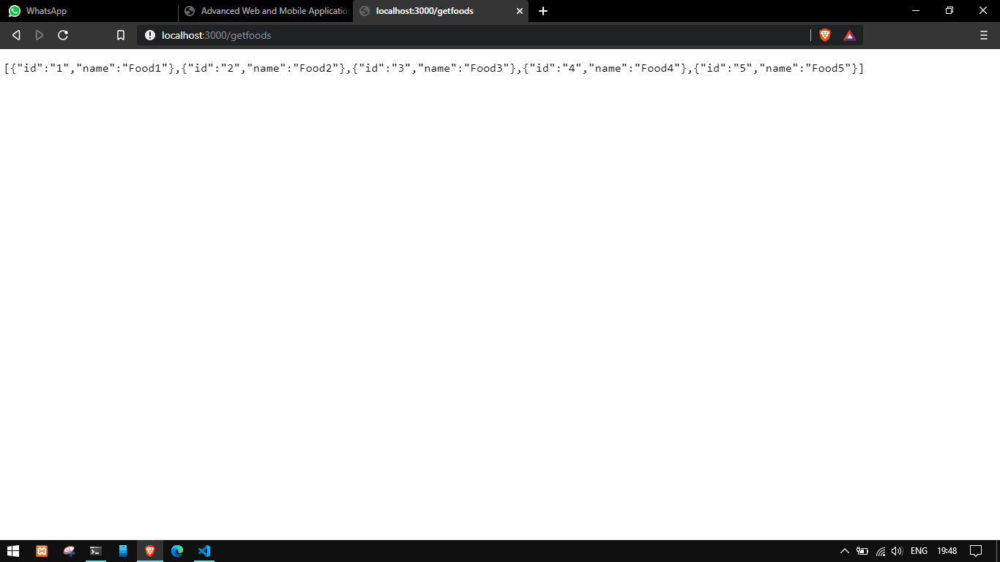 WhatsApp
Advanced Web and Mobile Applicatio
localhost:3000/getfoods
localhost:3000/getfoods
[{"id":"1","name":"Food1"},{"id":"2","name":"Food2"},{"id":"3","name":"Food3"},{"id":"4","name":"Food4"},{"id":"5","name":"Food5"}]
ENG
19:48